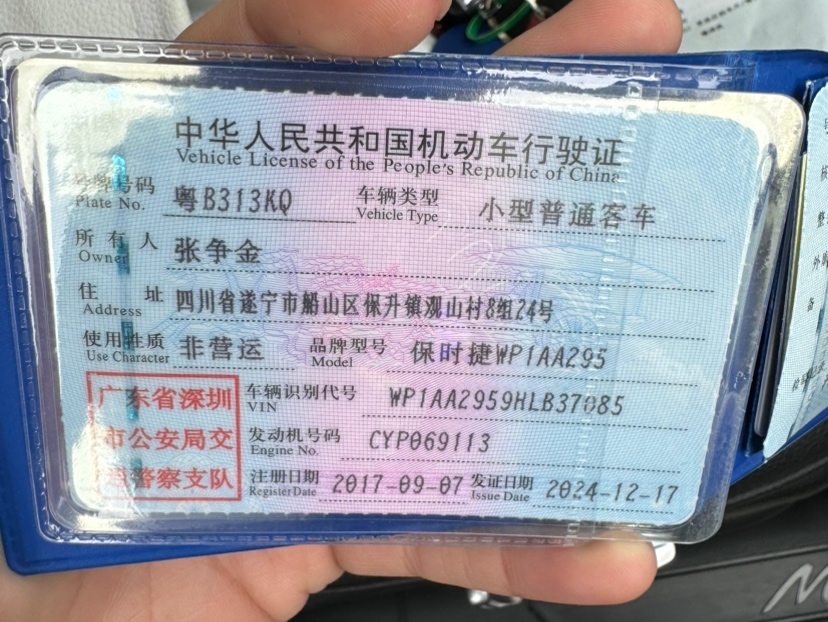 中华人民共和国机动车行驶证
Vehicle License of the People's Republic of China
号牌号码 粤B313KQ 车辆类型 小型普通客车
Plate No. Vehicle Type
所有人 张争金
Owner
住址 四川省遂宁市船山区保升镇观山村8组24号
Address
使用性质 非营运 品牌型号 保时捷WP1AA295
Use Character Model
广东省深圳
市公安局交
通警察支队
车辆识别代号 WP1AA2959HLB37085
VIN
发动机号码 CYP069113
Engine No.
注册日期 2017-09-07 发证日期 2024-12-17
Register Date Issue Date